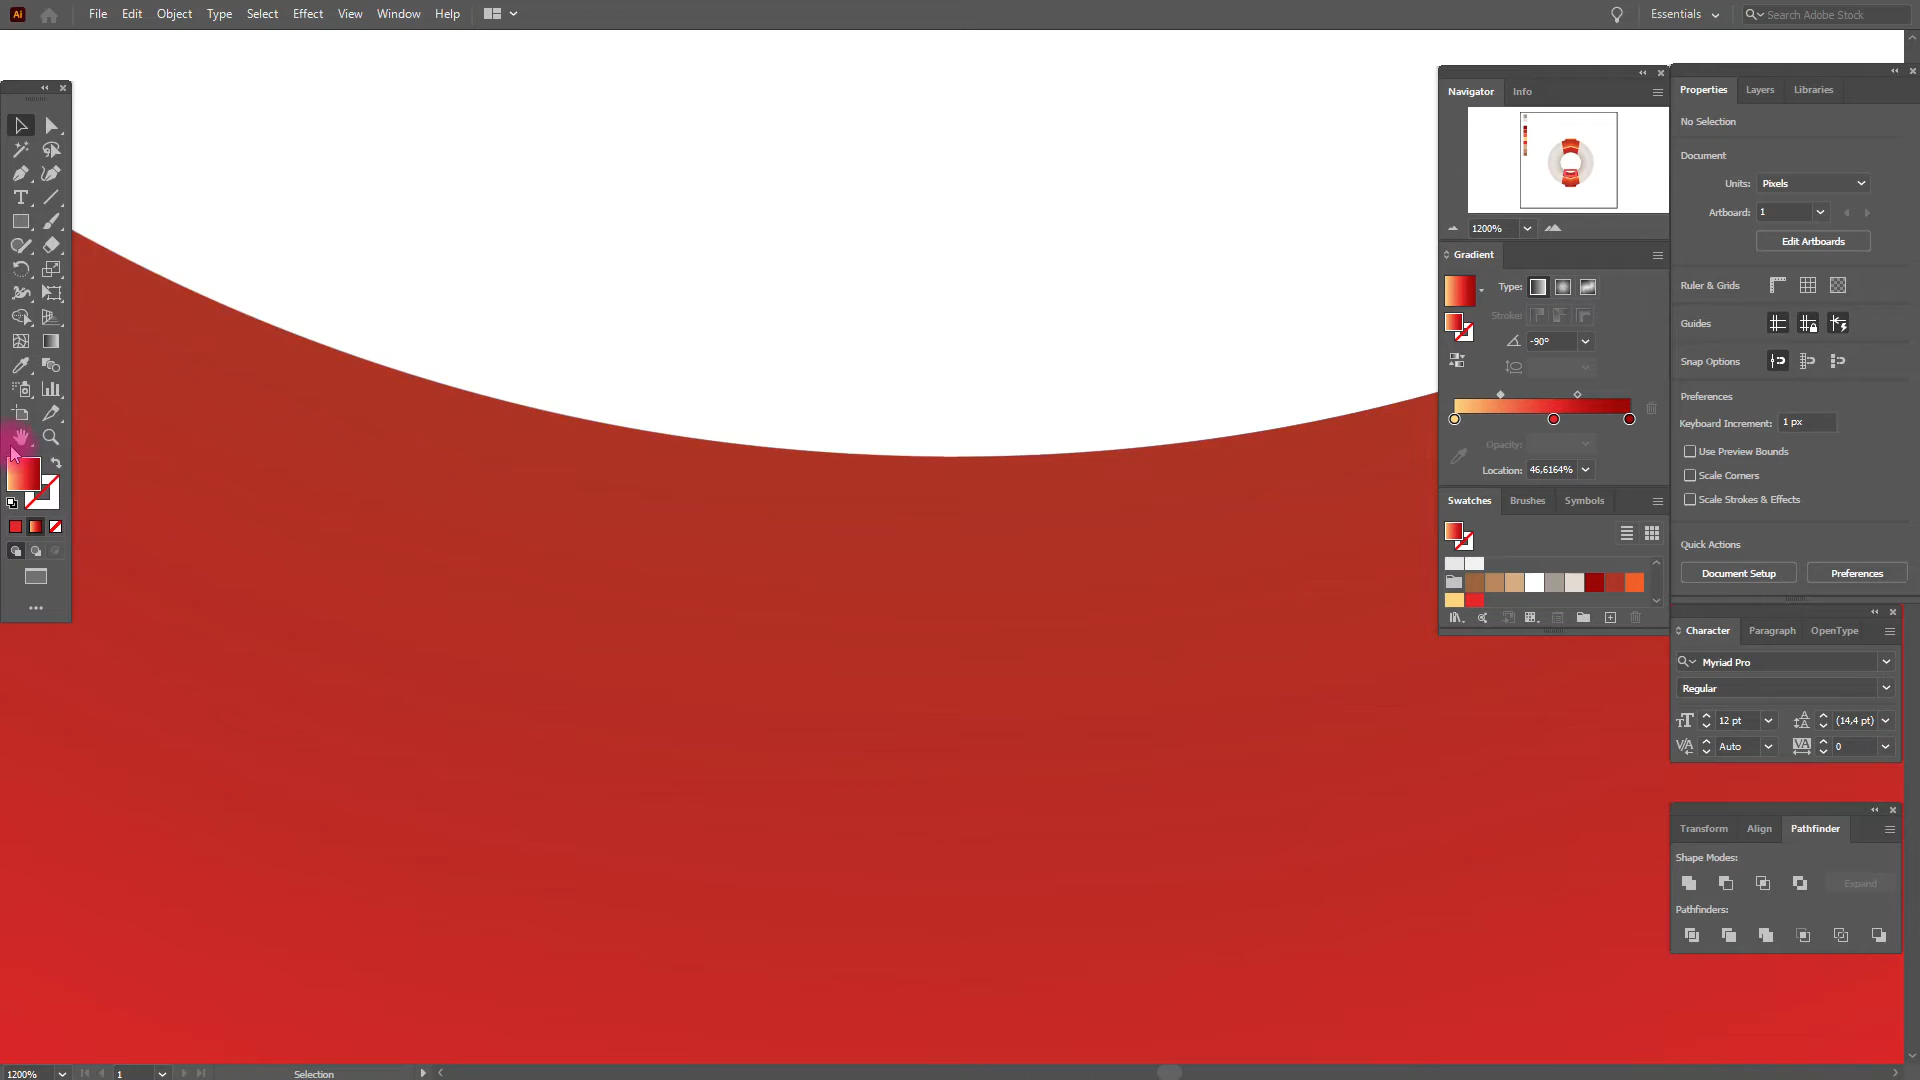 Ai File Edit Object Type Select Effect View Window Help Essentials Search Adobe Stock
Navigator Info
1200%
Gradient
Type:
Stroke:
-90°
Opacity:
Location: 46,6164%
Swatches Brushes Symbols
Properties Layers Libraries
No Selection
Document
Units: Pixels
Artboard: 1
Edit Artboards
Ruler & Grids
Guides
Snap Options
Preferences
Keyboard Increment: 1 px
Use Preview Bounds
Scale Corners
Scale Strokes & Effects
Quick Actions
Document Setup Preferences
Character Paragraph OpenType
Myriad Pro
Regular
12 pt (14,4 pt)
Auto 0
Transform Align Pathfinder
Shape Modes:
Expand
Pathfinders:
1200% 1 Selection